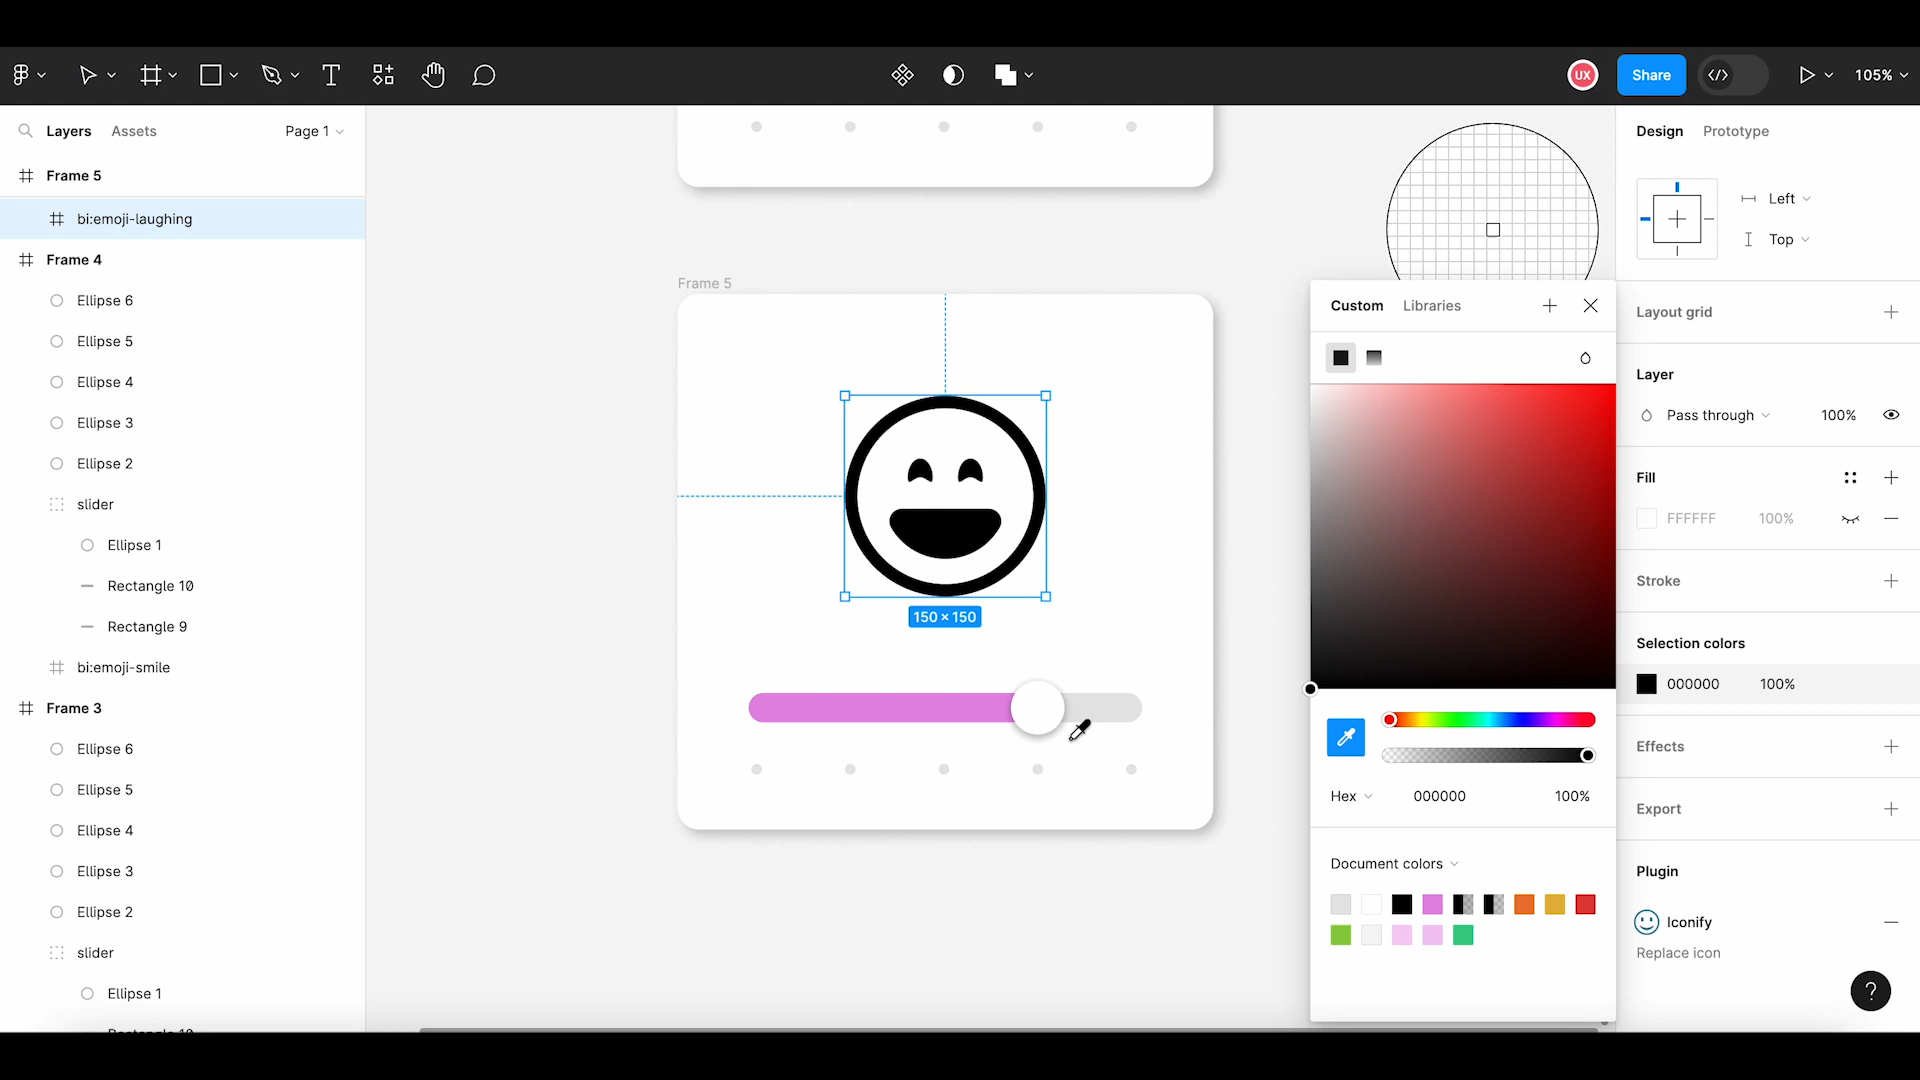 UX
Share
105%
Layers
Assets
Page 1
Frame 5
bi:emoji-laughing
Frame 4
Ellipse 6
Ellipse 5
Ellipse 4
Ellipse 3
Ellipse 2
slider
Ellipse 1
Rectangle 10
Rectangle 9
bi:emoji-smile
Frame 3
Ellipse 6
Ellipse 5
Ellipse 4
Ellipse 3
Ellipse 2
slider
Ellipse 1
Rectangle 10
Frame 5
150 × 150
Custom
Libraries
Hex
000000
100%
Document colors
Design
Prototype
Left
Top
Layout grid
Layer
Pass through
100%
Fill
FFFFFF
100%
Stroke
Selection colors
000000
100%
Effects
Export
Plugin
Iconify
Replace icon
?